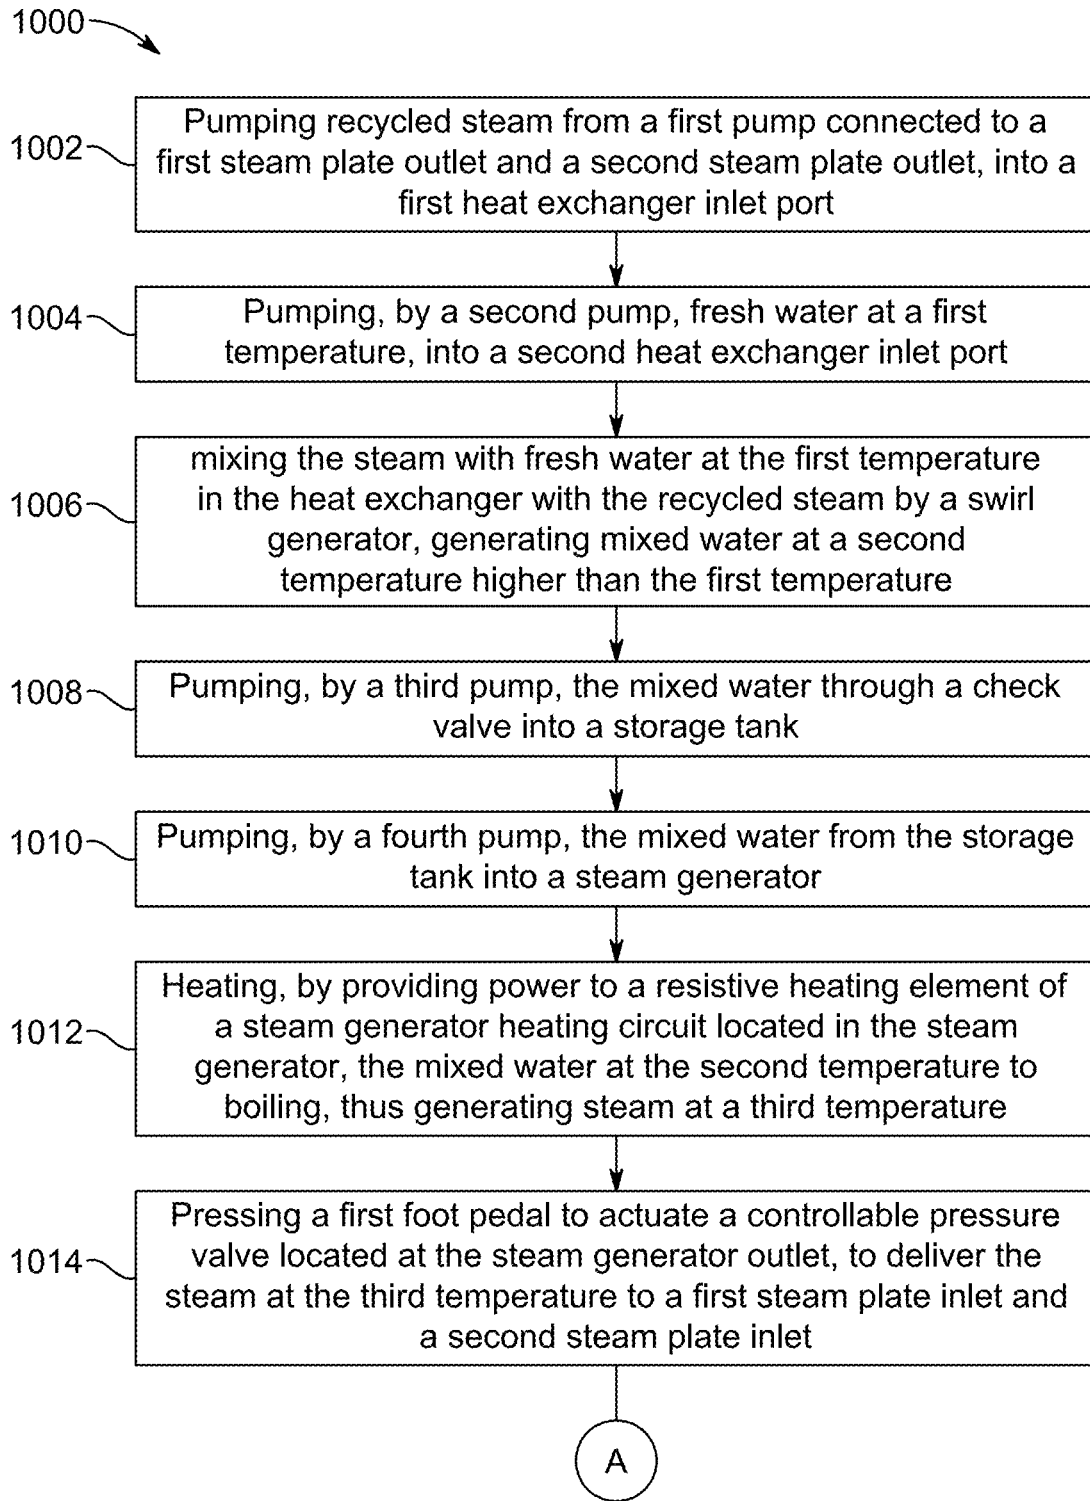 1000
1002
Pumping recycled steam from a first pump connected to a
first steam plate outlet and a second steam plate outlet, into a
first heat exchanger inlet port
1004
Pumping, by a second pump, fresh water at a first
temperature, into a second heat exchanger inlet port
1006
mixing the steam with fresh water at the first temperature
in the heat exchanger with the recycled steam by a swirl
generator, generating mixed water at a second
temperature higher than the first temperature
1008
Pumping, by a third pump, the mixed water through a check
valve into a storage tank
1010
Pumping, by a fourth pump, the mixed water from the storage
tank into a steam generator
1012
Heating, by providing power to a resistive heating element of
a steam generator heating circuit located in the steam
generator, the mixed water at the second temperature to
boiling, thus generating steam at a third temperature
1014
Pressing a first foot pedal to actuate a controllable pressure
valve located at the steam generator outlet, to deliver the
steam at the third temperature to a first steam plate inlet and
a second steam plate inlet
A